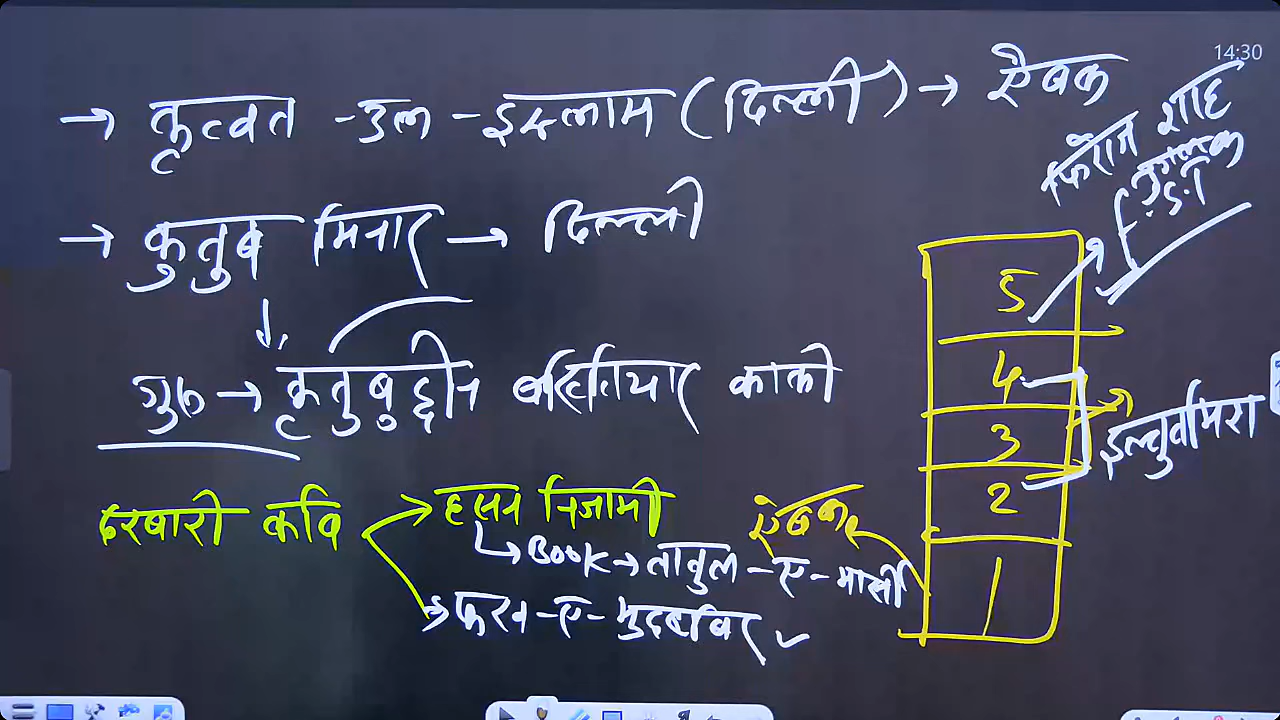 14:30
→ कुव्वत - उल - इस्लाम (दिल्ली) → ऐबक
→ कुतुब मिनार → दिल्ली
गुरु → कुतुबुद्दीन बख्तियार काकी
दरबारी कवि
→ हसन निजामी
↳ Book → ताजुल - ए - मासी
→ फख्र - ए - मुदब्बिर ✓
फिरोज शाह
तुगलक
5
4
3
2
1
इल्तुतमिश
ऐबक